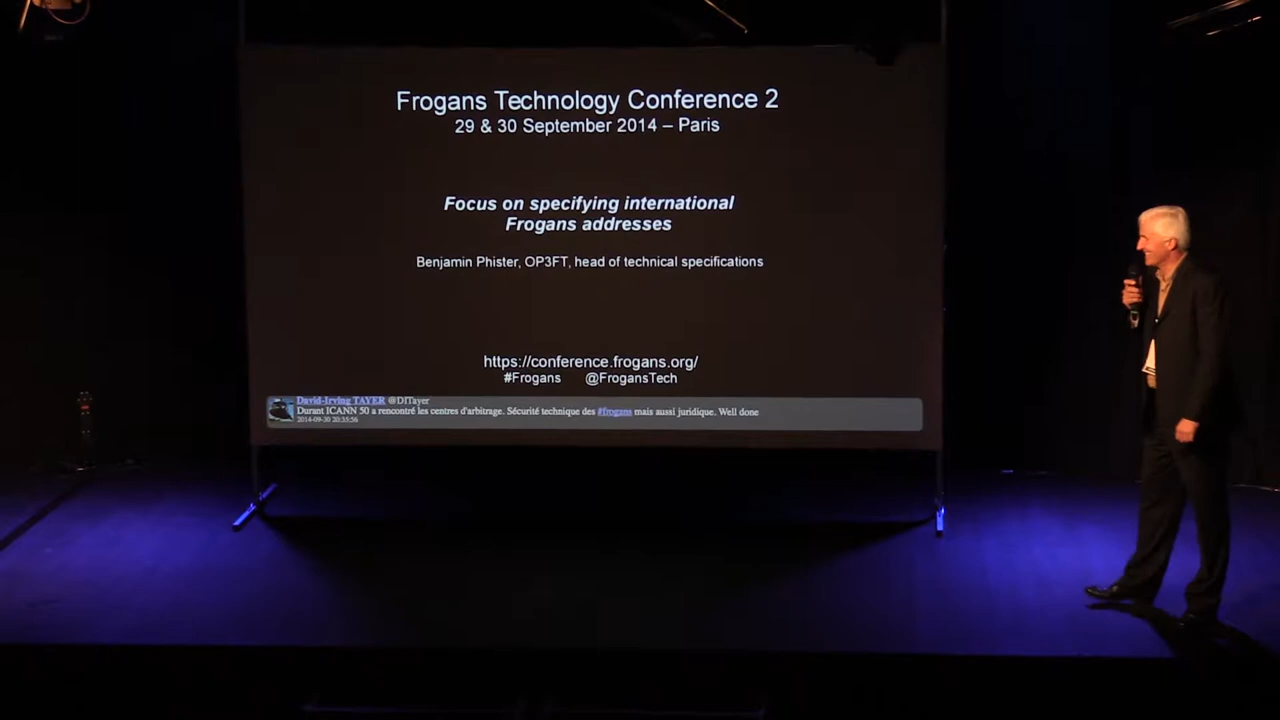 Frogans Technology Conference 2
29 & 30 September 2014 – Paris
Focus on specifying international
Frogans addresses
Benjamin Phister, OP3FT, head of technical specifications
https://conference.frogans.org/
#Frogans @FrogansTech
David-Irving TAYER @DITayer
Durant ICANN 50 a rencontré les centres d'arbitrage. Sécurité technique des #frogans mais aussi juridique. Well done
2014-09-30 20:35:56